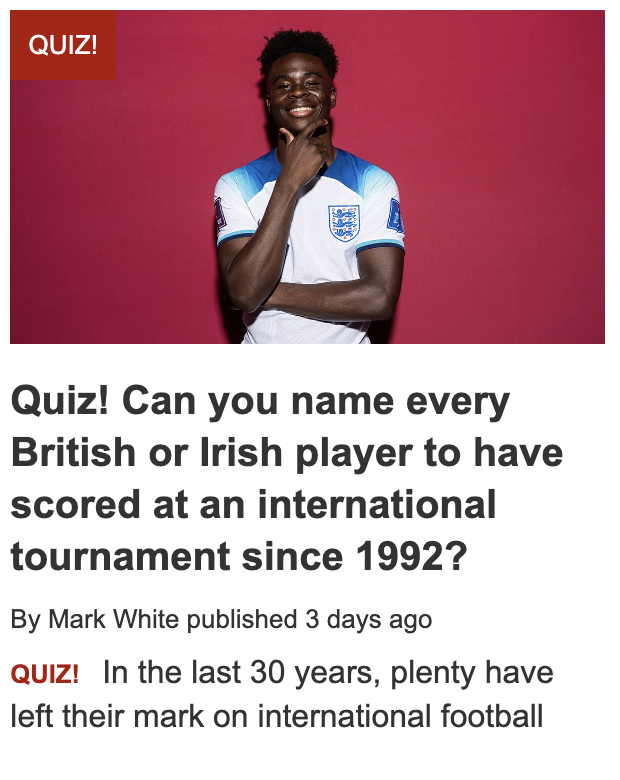 QUIZ!
Quiz! Can you name every
British or Irish player to have
scored at an international
tournament since 1992?
By Mark White published 3 days ago
QUIZ! In the last 30 years, plenty have
left their mark on international football